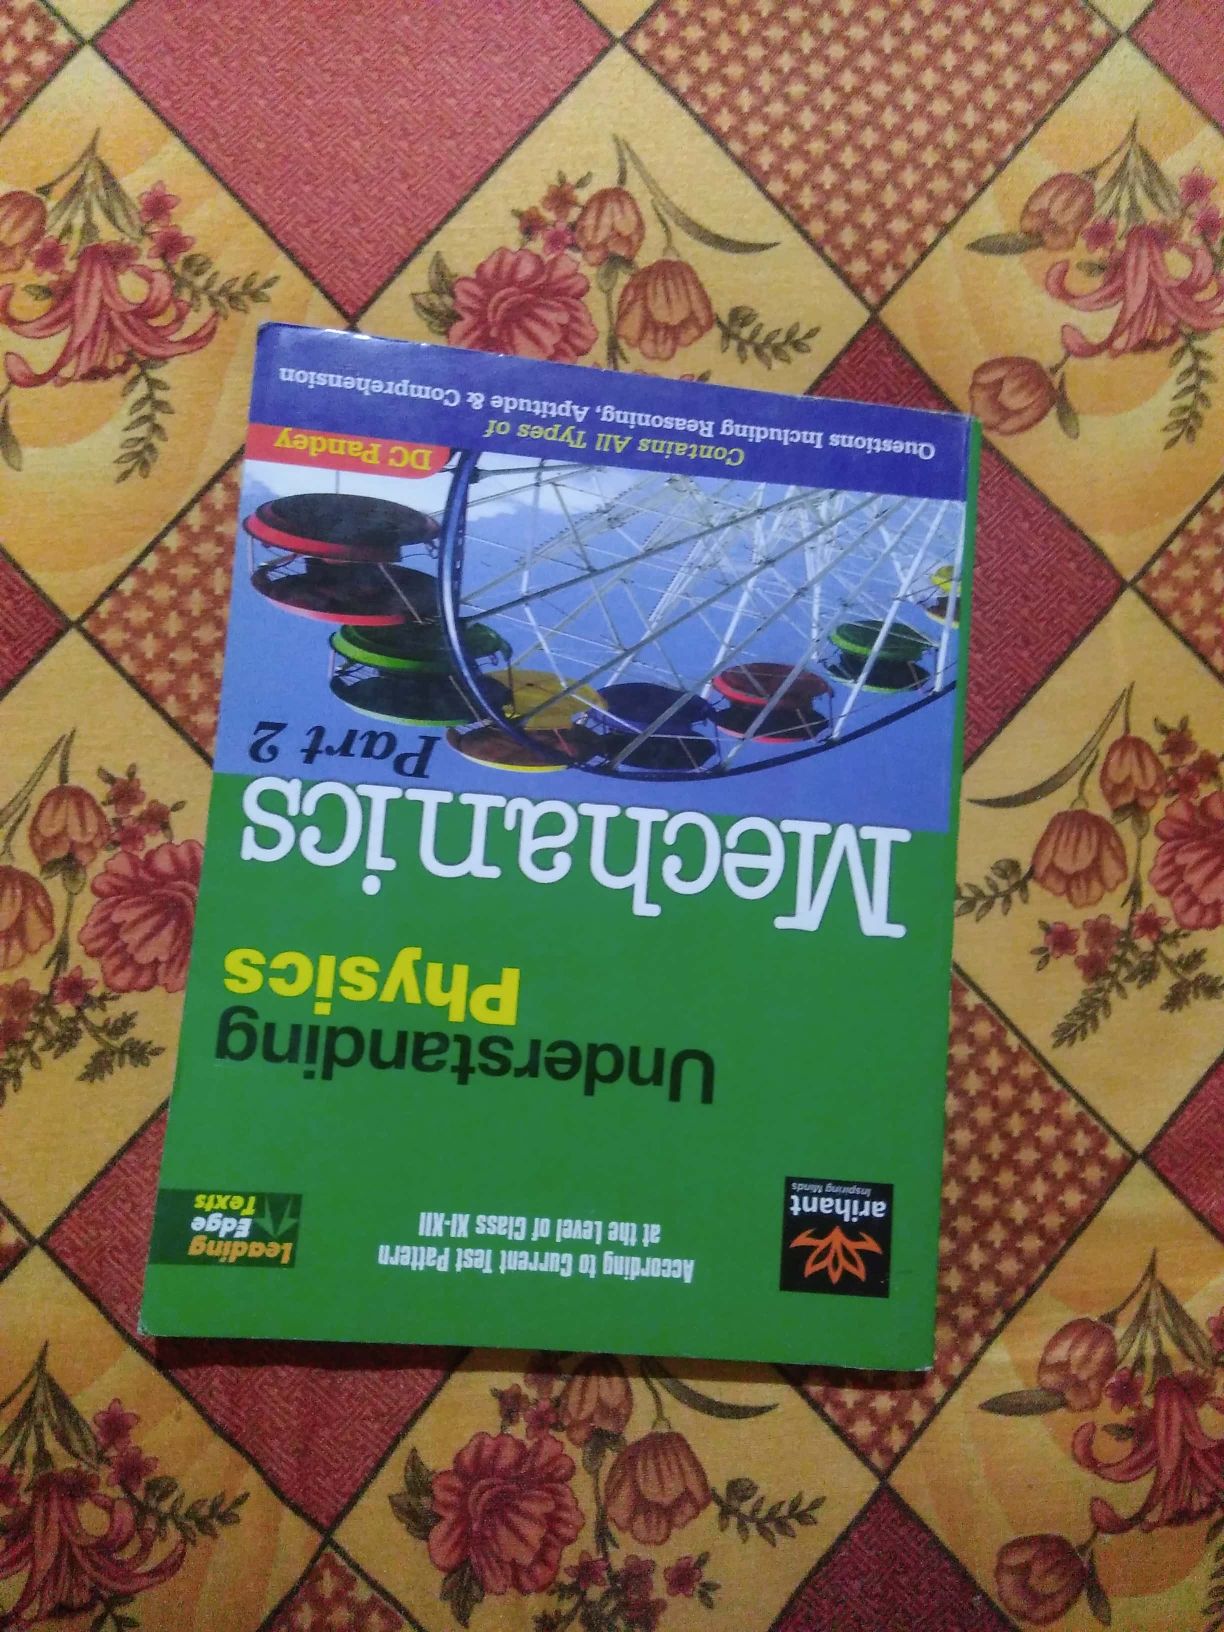 arihant
Inspiring Minds
According to Current Test Pattern
at the Level of Class XI-XII
Leading
Edge
Texts
Understanding
Physics
Mechanics
Part 2
DC Pandey
Contains All Types of
Questions Including Reasoning, Aptitude & Comprehension